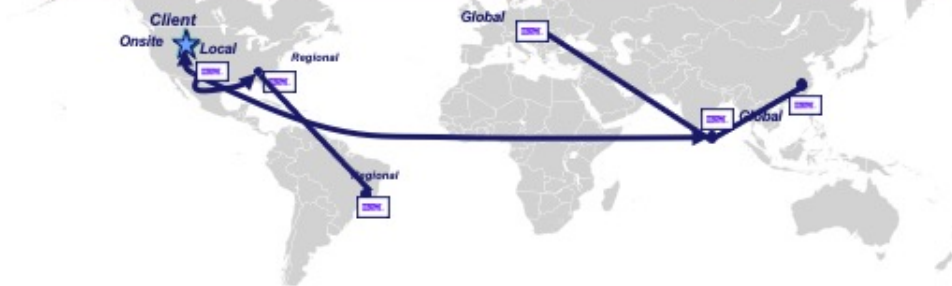 Client
Global
Onsite
Local
Regional
IBM
IBM
IBM
IBM
IBM
IBM
Global
Regional